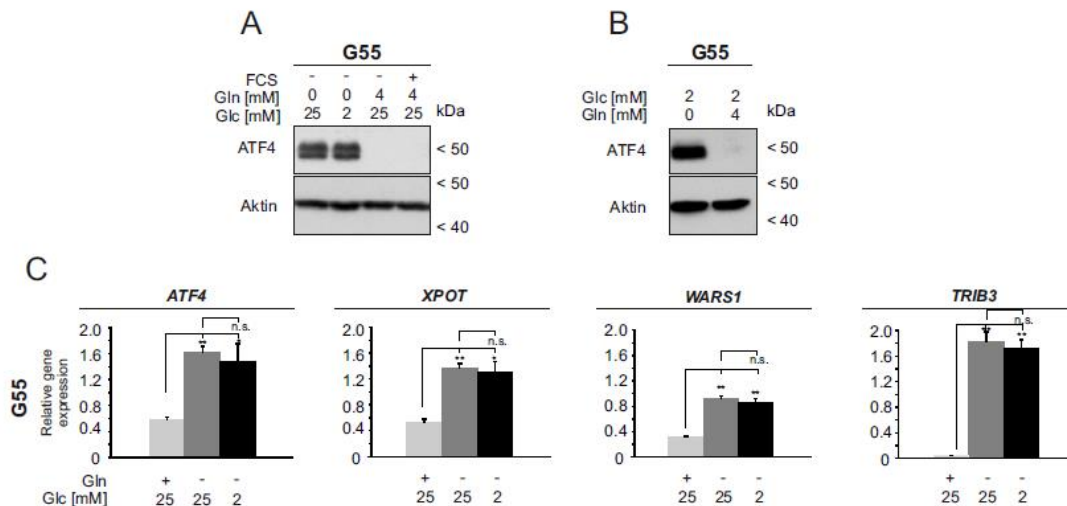 A
G55
FCS - - - +
Gln [mM] 0 0 4 4
Glc [mM] 25 2 25 25 kDa
ATF4 < 50
< 50
Aktin
< 40
B
G55
Glc [mM] 2 2
Gln [mM] 0 4 kDa
ATF4 < 50
< 50
Aktin
< 40
C
G55
Relative gene
expression
ATF4
2.0
1.6
1.2
0.8
0.4
0
** n.s.
Gln + - -
Glc [mM] 25 25 2
XPOT
2.0
1.6
1.2
0.8
0.4
0
** * n.s.
+ - -
25 25 2
WARS1
2.0
1.6
1.2
0.8
0.4
0
** ** n.s.
+ - -
25 25 2
TRIB3
2.0
1.6
1.2
0.8
0.4
0
** ** n.s.
+ - -
25 25 2